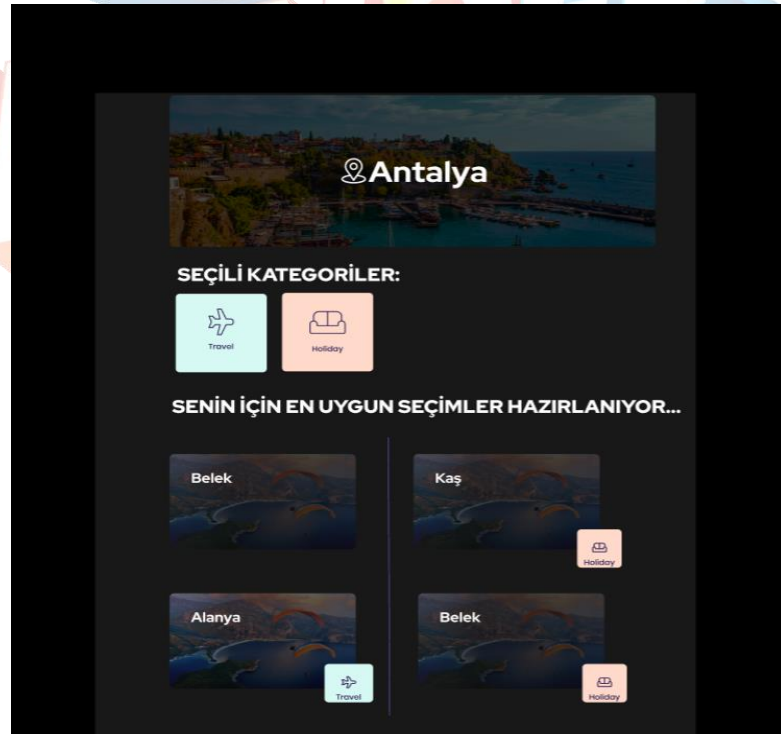 Antalya
SEÇİLİ KATEGORİLER:
Travel
Holiday
SENİN İÇİN EN UYGUN SEÇİMLER HAZIRLANIYOR...
Belek
Kaş
Holiday
Alanya
Travel
Belek
Holiday